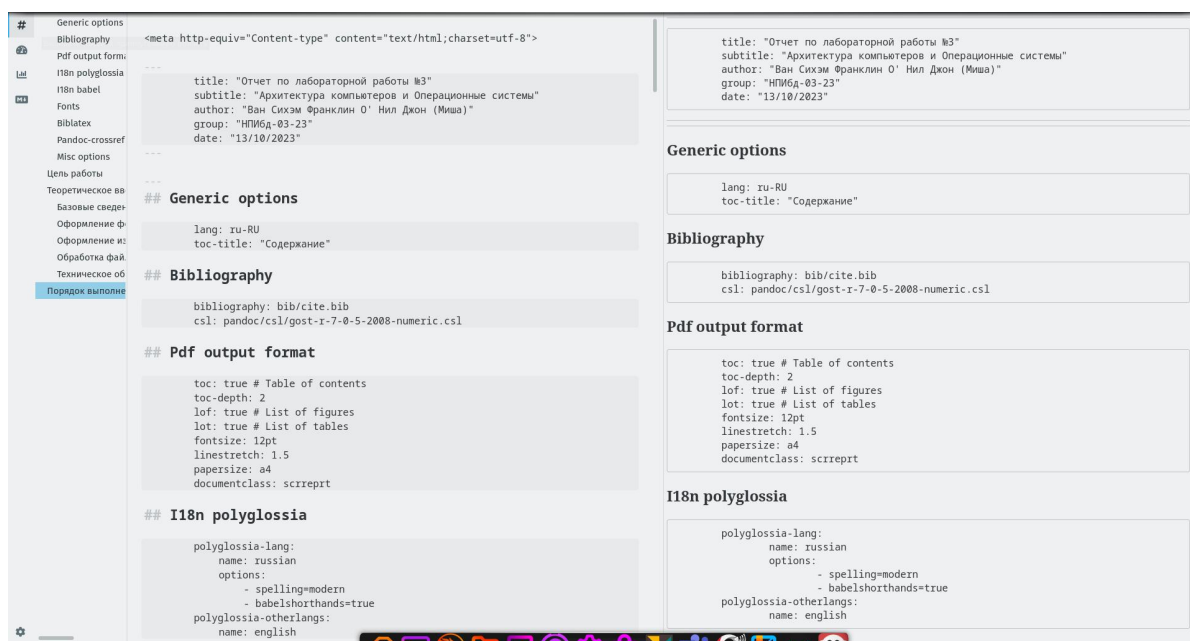 Generic options
Bibliography
Pdf output form
I18n polyglossia
I18n babel
Fonts
Biblatex
Pandoc-crossref
Misc options
Цель работы
Теоретическое вв
Базовые сведен
Оформление ф
Оформление из
Обработка фай
Техническое об
Порядок выполне
<meta http-equiv="Content-type" content="text/html;charset=utf-8">
---
title: "Отчет по лабораторной работы №3"
subtitle: "Архитектура компьютеров и Операционные системы"
author: "Ван Сихэм Франклин О' Нил Джон (Миша)"
group: "НПИбд-03-23"
date: "13/10/2023"
---
---
## Generic options
lang: ru-RU
toc-title: "Содержание"
## Bibliography
bibliography: bib/cite.bib
csl: pandoc/csl/gost-r-7-0-5-2008-numeric.csl
## Pdf output format
toc: true # Table of contents
toc-depth: 2
lof: true # List of figures
lot: true # List of tables
fontsize: 12pt
linestretch: 1.5
papersize: a4
documentclass: scrreprt
## I18n polyglossia
polyglossia-lang:
name: russian
options:
- spelling=modern
- babelshorthands=true
polyglossia-otherlangs:
name: english
title: "Отчет по лабораторной работы №3"
subtitle: "Архитектура компьютеров и Операционные системы"
author: "Ван Сихэм Франклин О' Нил Джон (Миша)"
group: "НПИбд-03-23"
date: "13/10/2023"
Generic options
lang: ru-RU
toc-title: "Содержание"
Bibliography
bibliography: bib/cite.bib
csl: pandoc/csl/gost-r-7-0-5-2008-numeric.csl
Pdf output format
toc: true # Table of contents
toc-depth: 2
lof: true # List of figures
lot: true # List of tables
fontsize: 12pt
linestretch: 1.5
papersize: a4
documentclass: scrreprt
I18n polyglossia
polyglossia-lang:
name: russian
options:
- spelling=modern
- babelshorthands=true
polyglossia-otherlangs:
name: english